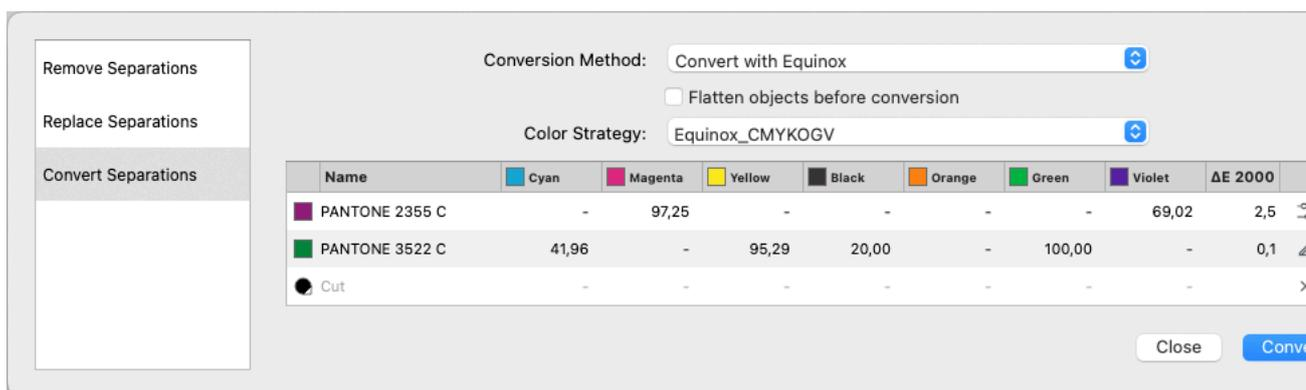 Remove Separations
Replace Separations
Convert Separations
Conversion Method: Convert with Equinox
Flatten objects before conversion
Color Strategy: Equinox_CMYKOGV
Name Cyan Magenta Yellow Black Orange Green Violet ΔE 2000
PANTONE 2355 C - 97,25 - - - - 69,02 2,5
PANTONE 3522 C 41,96 - 95,29 20,00 - 100,00 - 0,1
Cut - - - - - - -
Close Conve